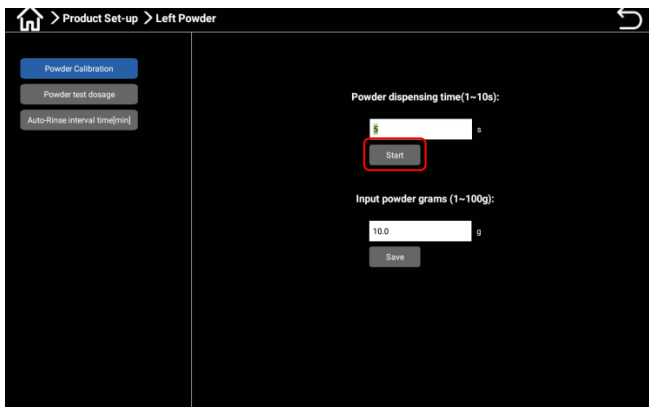 > Product Set-up > Left Powder
Powder Calibration
Powder test dosage
Auto-Rinse interval time[min]
Powder dispensing time(1~10s):
5 s
Start
Input powder grams (1~100g):
10.0 g
Save